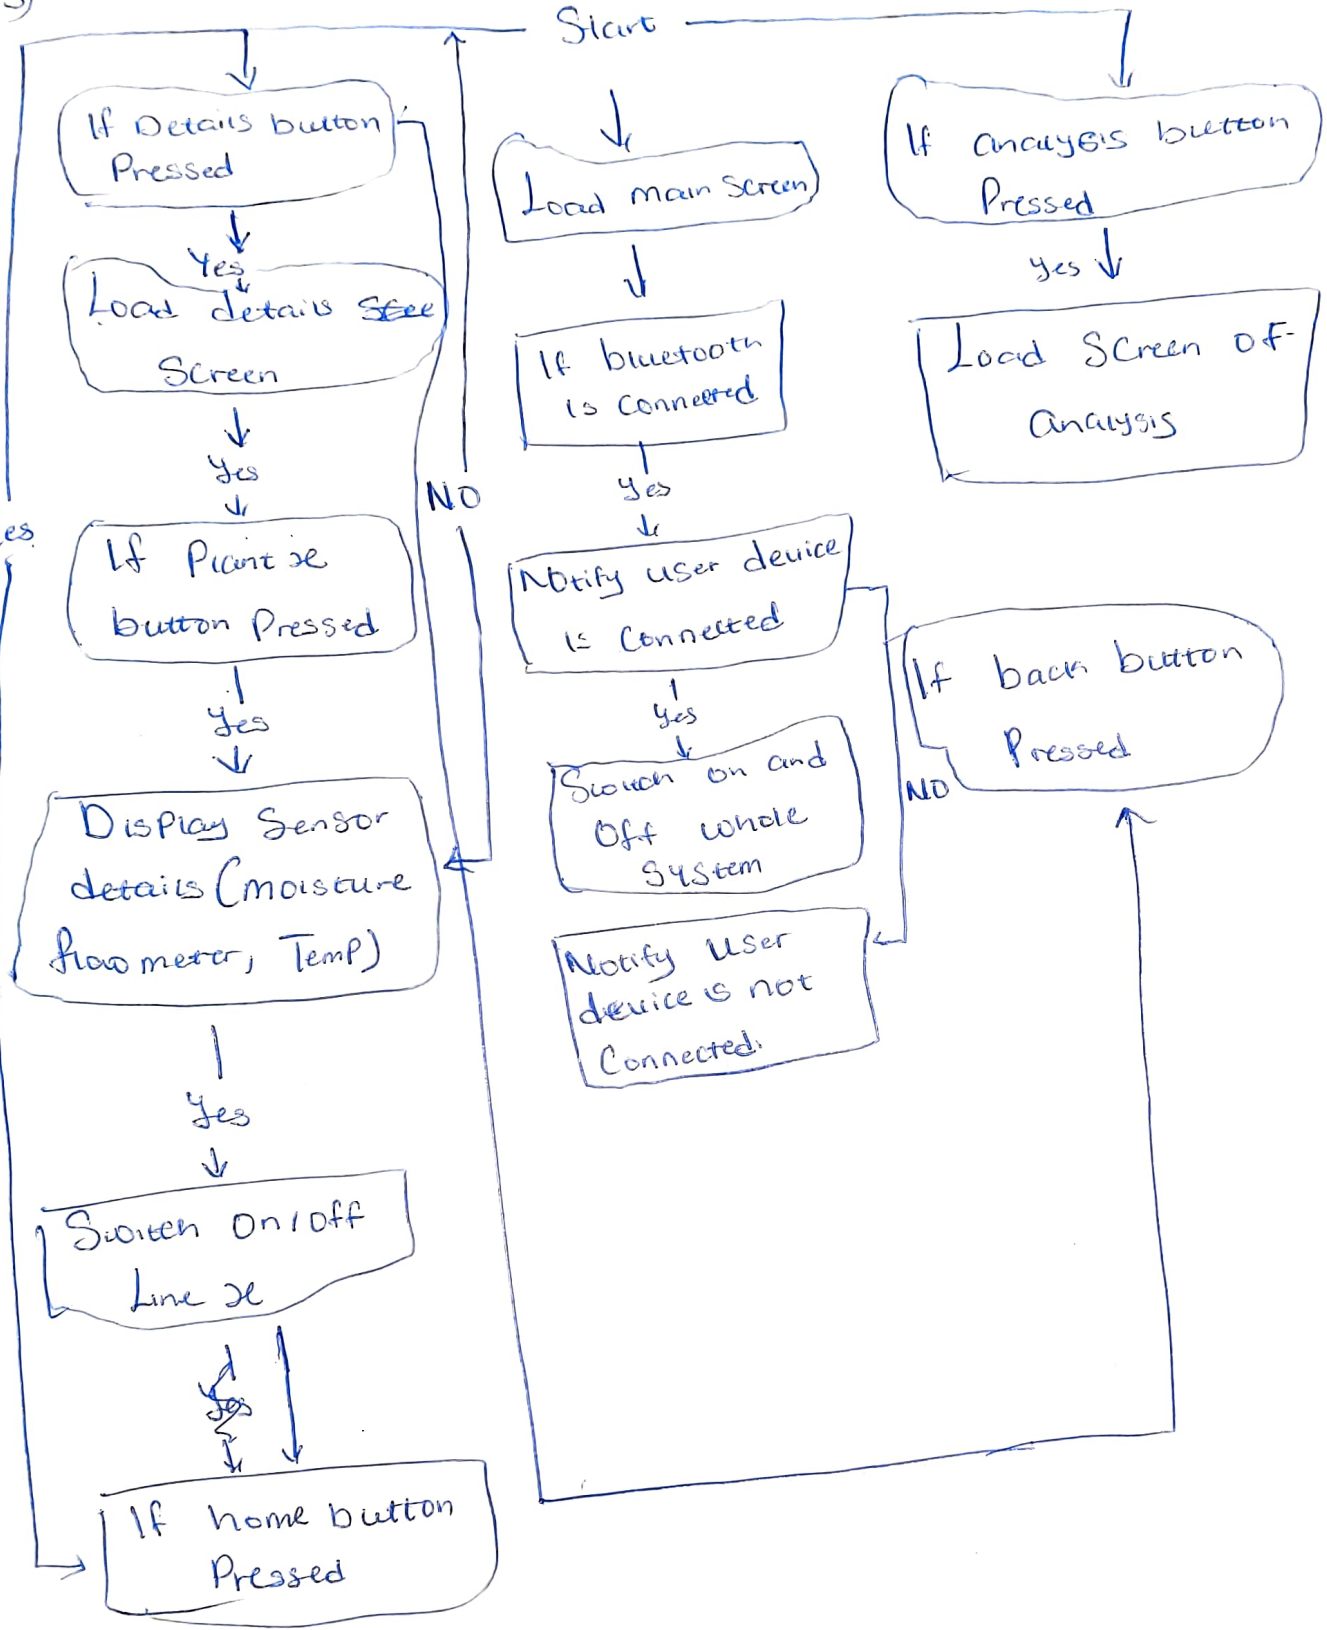 Start
If Details button
Pressed
Yes
Load details
Screen
Yes
If Plant x
button Pressed
Yes
Display Sensor
details (moisture
flowmeter, Temp)
Yes
Switch on/off
Line x
Yes
If home button
Pressed
es
NO
Load main Screen
If bluetooth
is connected
Yes
Notify user device
is Connected
Yes
Switch on and
Off whole
System
Notify User
device is not
Connected.
NO
If analysis button
Pressed
Yes
Load Screen of
analysis
If back button
Pressed